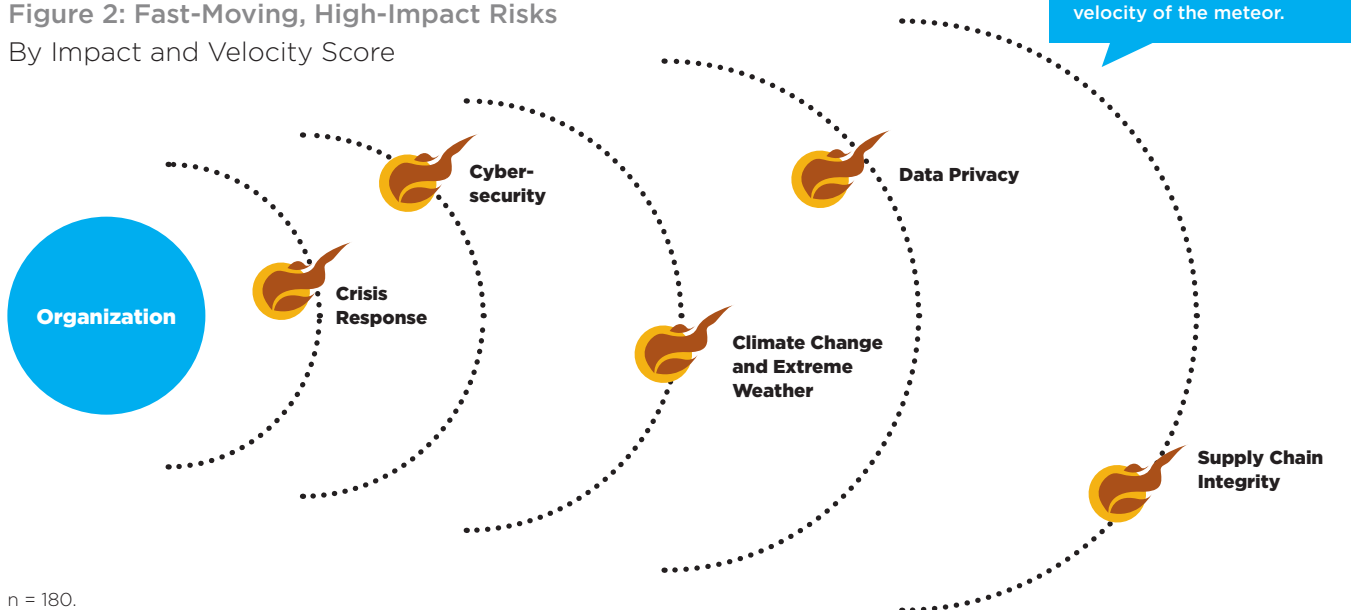 Figure 2: Fast-Moving, High-Impact Risks
By Impact and Velocity Score
velocity of the meteor.
Cyber-
security
Data Privacy
Organization
Crisis
Response
Climate Change
and Extreme
Weather
Supply Chain
Integrity
n = 180.